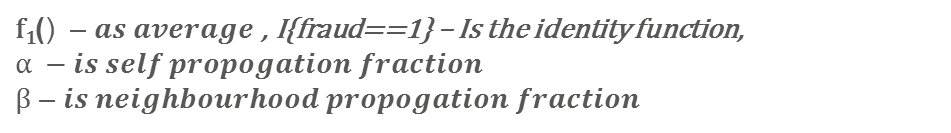 f₁() – as average , I{fraud==1} – Is the identity function,
α – is self propogation fraction
β – is neighbourhood propogation fraction